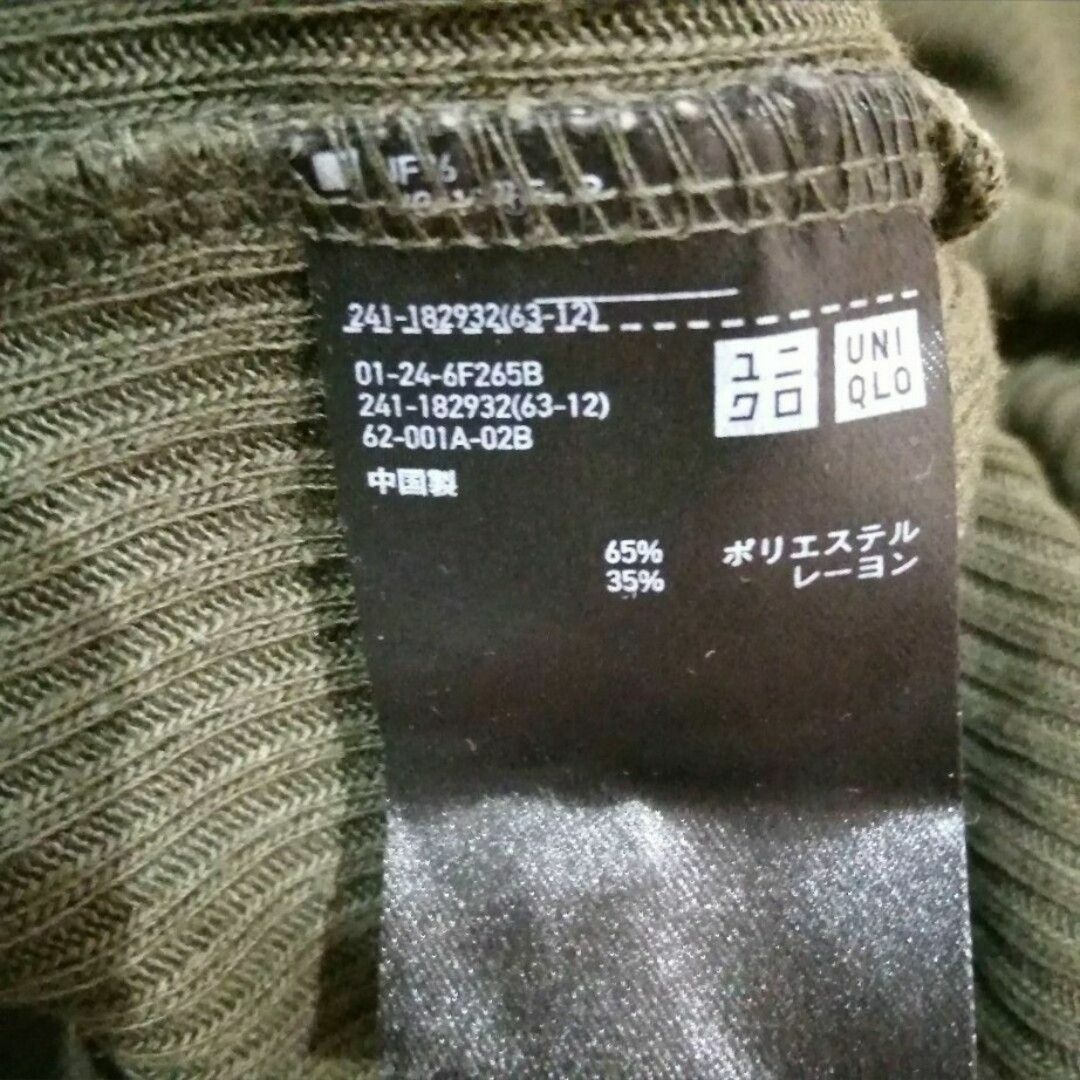 241-182932(63-12)
01-24-6F265B
241-182932(63-12)
62-001A-02B
中国製
ユニ
クロ
UNI
QLO
65% ポリエステル
35% レーヨン